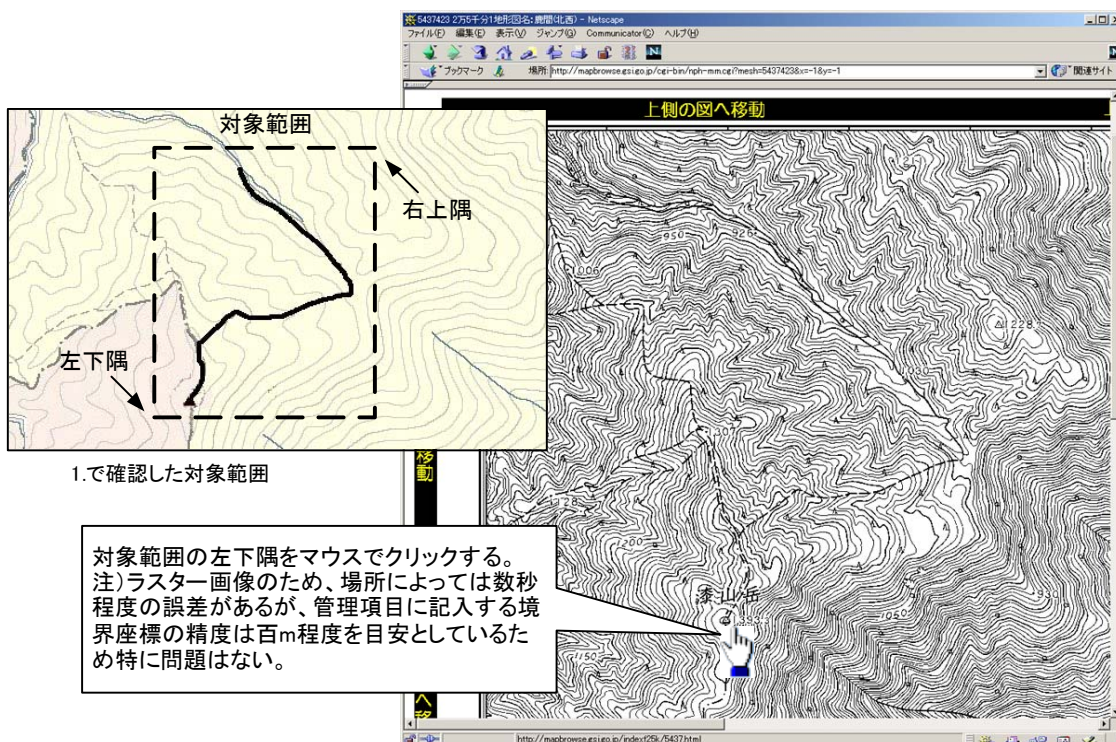 5437423 2万5千分1地形図名:鹿間(北西) - Netscape
ファイル(F) 編集(E) 表示(V) ジャンプ(G) Communicator(C) ヘルプ(H)
ブックマーク 場所: http://mapbrowse.gsi.go.jp/cgi-bin/nph-mm.cgi?mesh=5437423&x=-1&y=-1 関連サイト
上側の図へ移動
対象範囲
右上隅
左下隅
1.で確認した対象範囲
移動
950
926
1006
1228
1200
漆山岳
1150
1050
対象範囲の左下隅をマウスでクリックする。
注)ラスター画像のため、場所によっては数秒
程度の誤差があるが、管理項目に記入する境
界座標の精度は百m程度を目安としているた
め特に問題はない。
へ移
http://mapbrowse.gsi.go.jp/index/t25k/5437.html